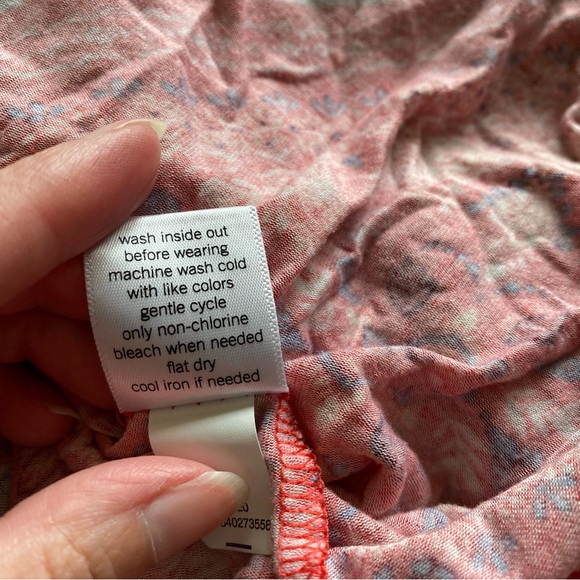 wash inside out
before wearing
machine wash cold
with like colors
gentle cycle
only non-chlorine
bleach when needed
flat dry
cool iron if needed